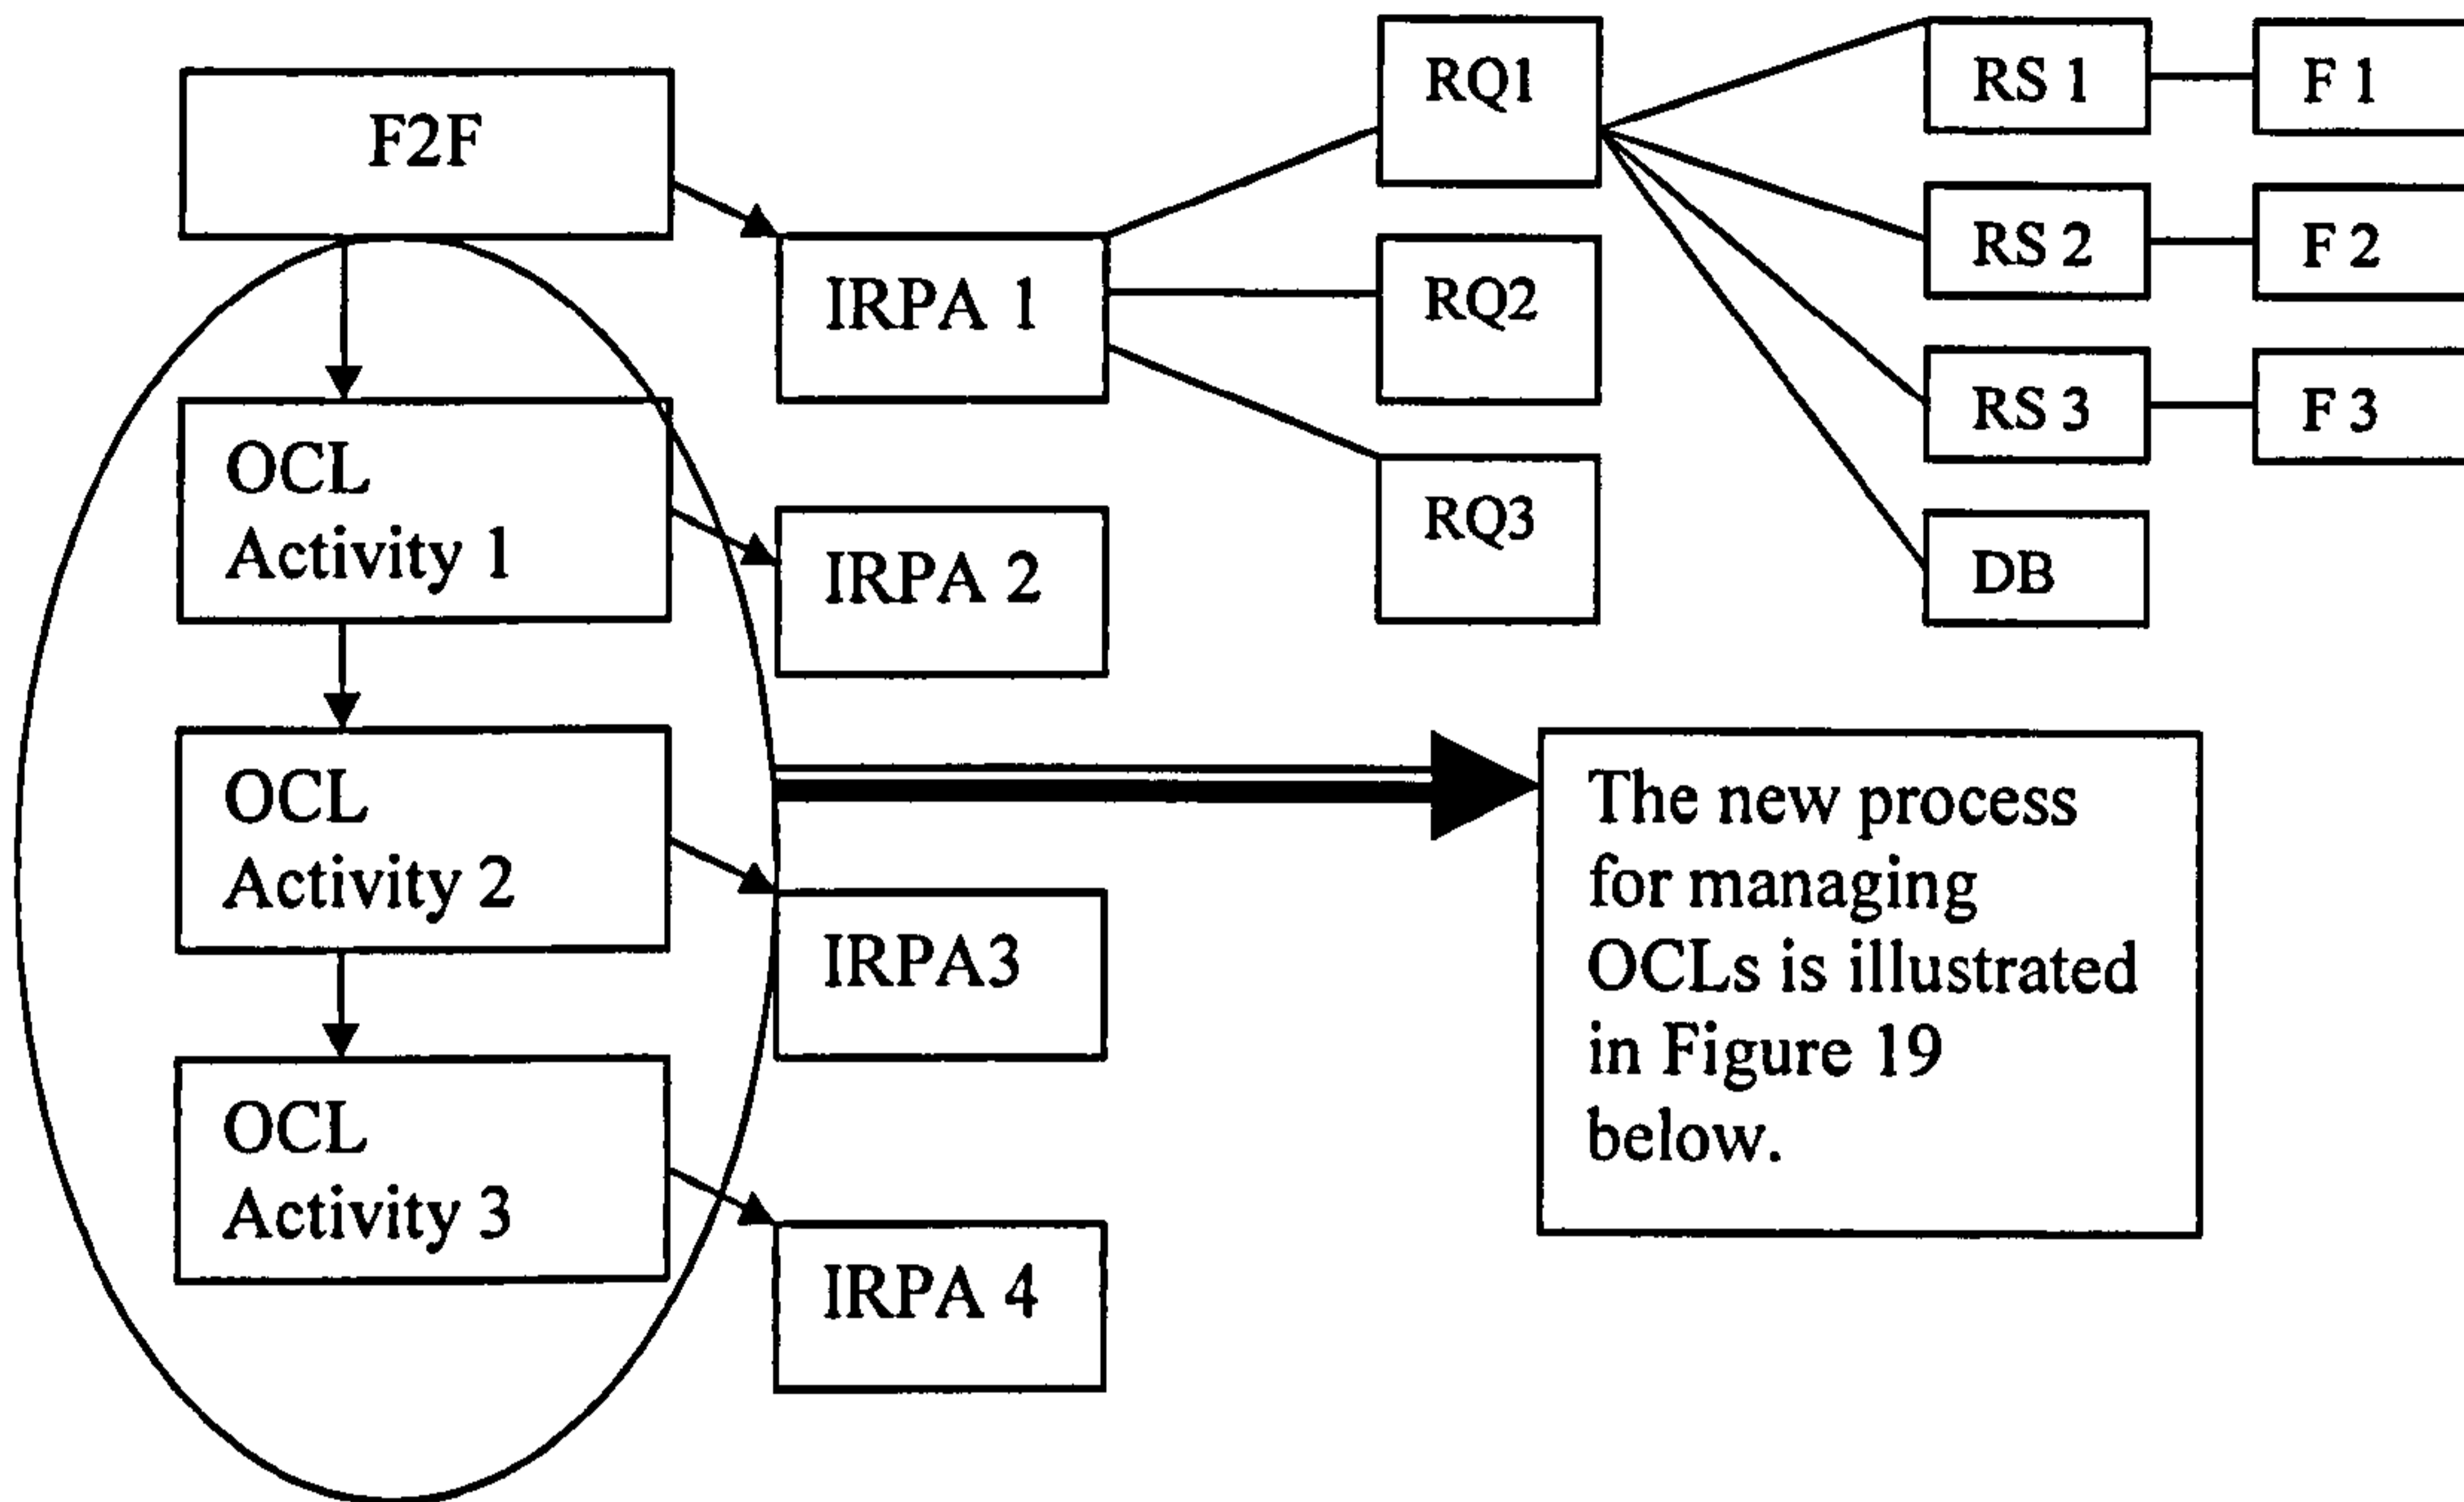 F2F
IRPA 1
RQ1
RQ2
RQ3
RS 1
F 1
RS 2
F 2
RS 3
F 3
DB
OCL
Activity 1
IRPA 2
OCL
Activity 2
IRPA3
OCL
Activity 3
IRPA 4
The new process
for managing
OCLs is illustrated
in Figure 19
below.